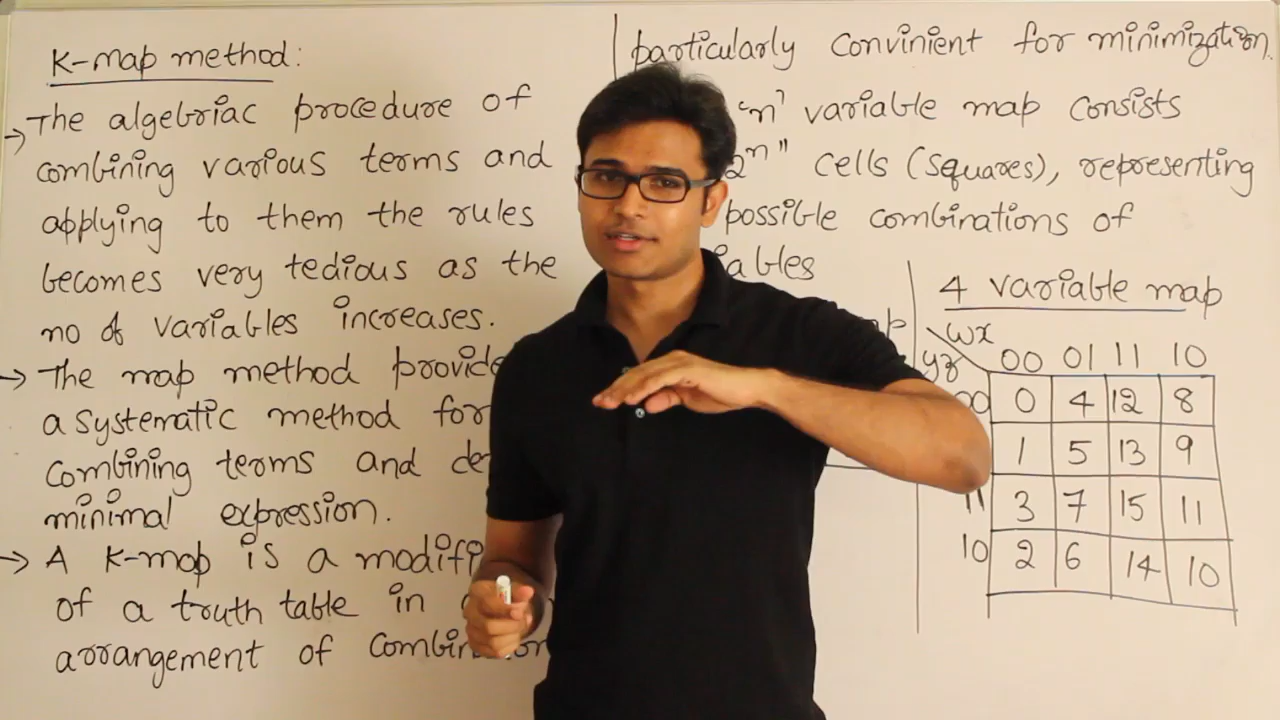 K-map method:
→ The algebriac procedure of
combining various terms and
applying to them the rules
becomes very tedious as the
no of variables increases.
→ The map method provide
a systematic method for
combining terms and de
minimal expression.
→ A K-map is a modifi
of a truth table in
arrangement of combin
particularly convinient for minimization.
'n' variable map consists
2ⁿ" cells (squares), representing
possible combinations of
iables
4 variable map
wx
yz 00 01 11 10
00 0 4 12 8
1 5 13 9
11 3 7 15 11
10 2 6 14 10